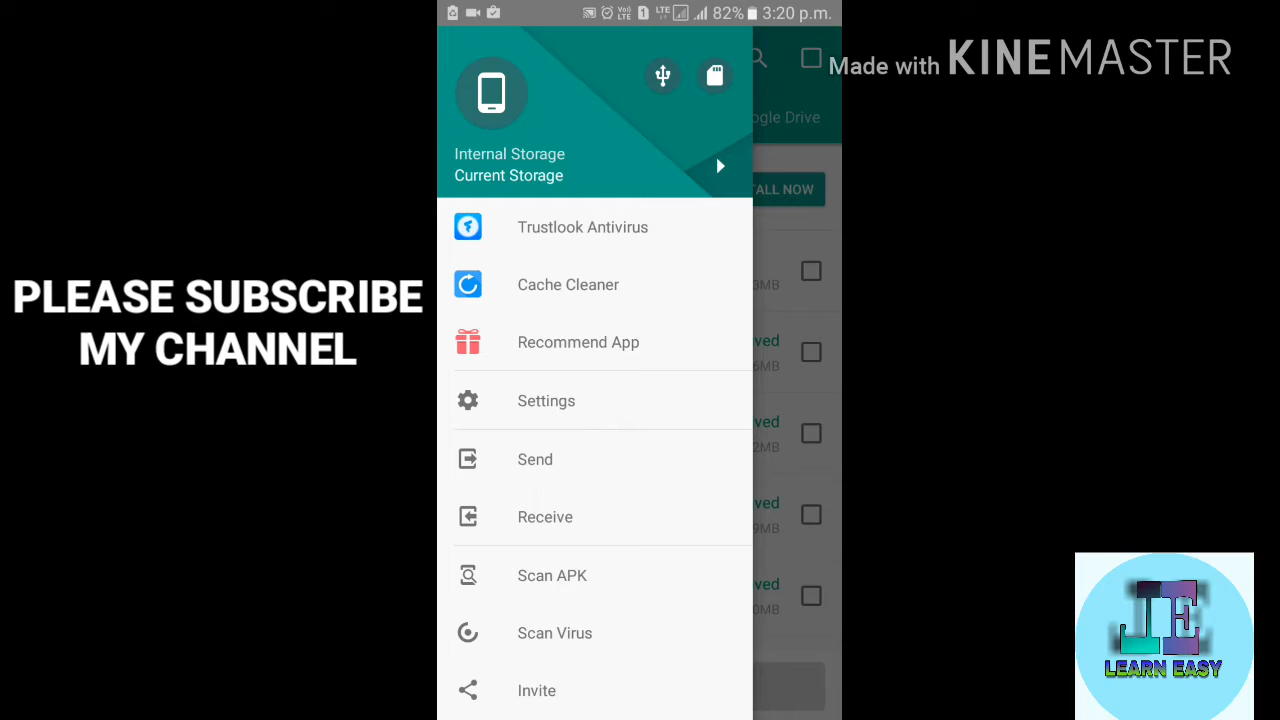 82% 3:20 p.m.
Made with KINEMASTER
ogle Drive
Internal Storage
Current Storage
ALL NOW
Trustlook Antivirus
Cache Cleaner
Recommend App
Settings
Send
Receive
Scan APK
Scan Virus
Invite
PLEASE SUBSCRIBE
MY CHANNEL
LEARN EASY